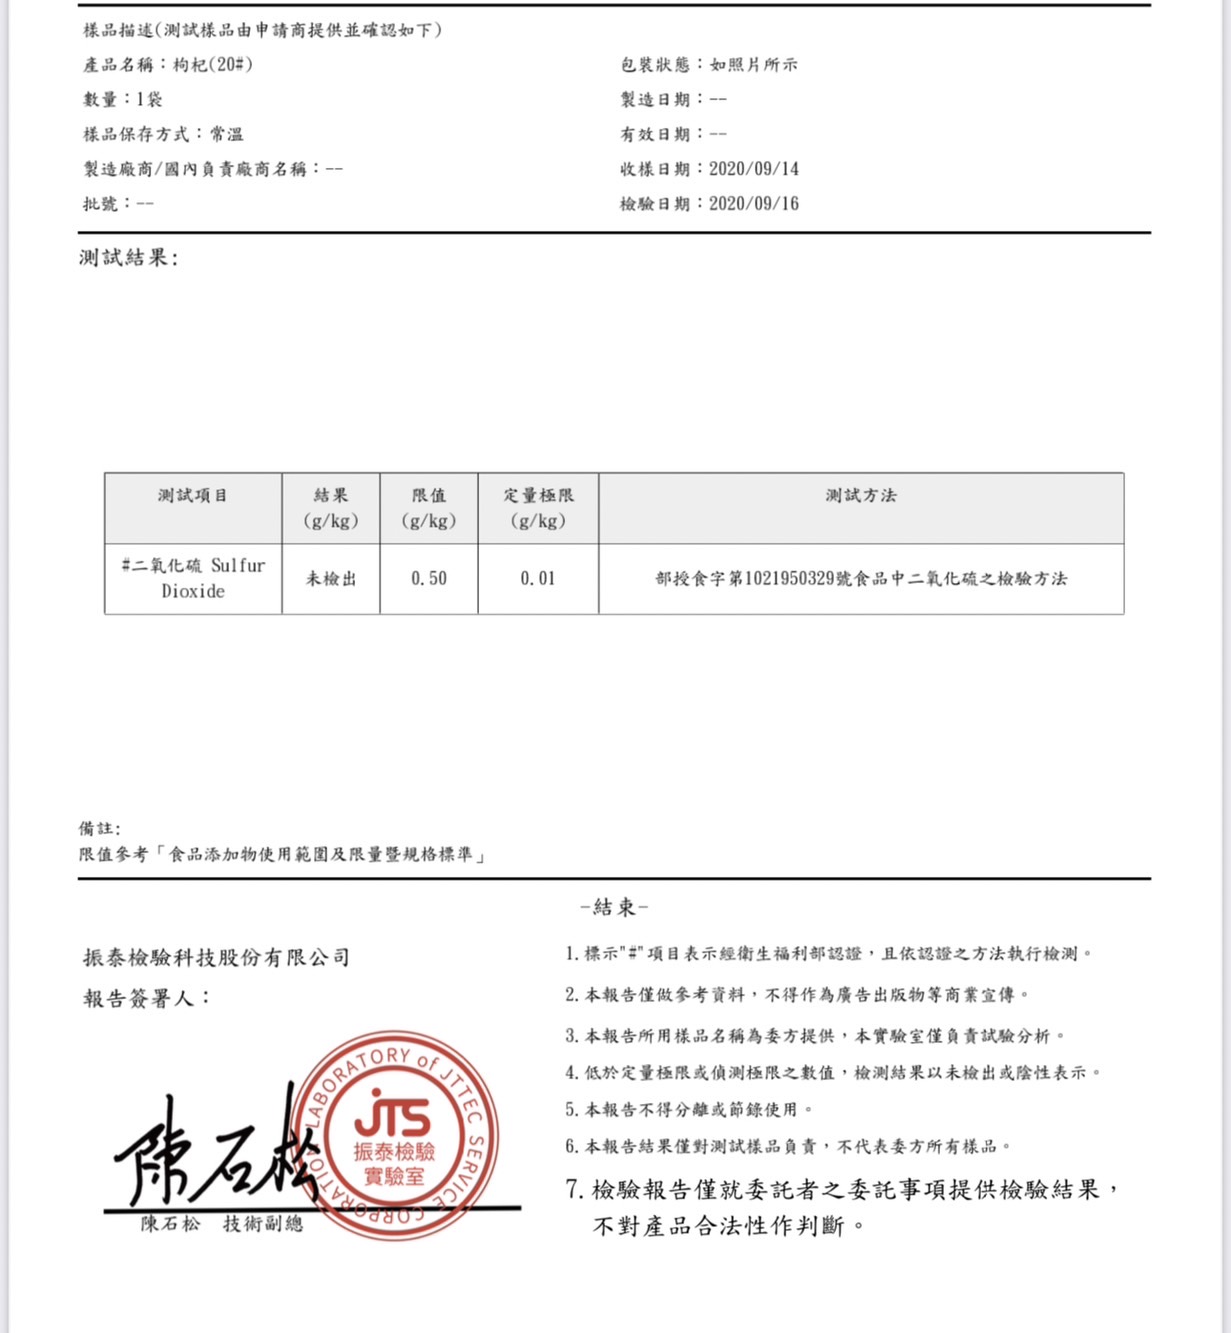 樣品描述(測試樣品由申請商提供並確認如下)
產品名稱：枸杞(20#)
包裝狀態：如照片所示
數量：1袋
製造日期：--
樣品保存方式：常溫
有效日期：--
製造廠商/國內負責廠商名稱：--
收樣日期：2020/09/14
批號：--
檢驗日期：2020/09/16
測試結果:
測試項目
結果
(g/kg)
限值
(g/kg)
定量極限
(g/kg)
測試方法
#二氧化硫 Sulfur
Dioxide
未檢出
0.50
0.01
部授食字第1021950329號食品中二氧化硫之檢驗方法
備註:
限值參考「食品添加物使用範圍及限量暨規格標準」
-結束-
振泰檢驗科技股份有限公司
報告簽署人：
陳石松
LABORATORY of JTTEC SERVICE CORPORATION
JTS
振泰檢驗
實驗室
陳石松 技術副總
1.標示"#"項目表示經衛生福利部認證，且依認證之方法執行檢測。
2.本報告僅做參考資料，不得作為廣告出版物等商業宣傳。
3.本報告所用樣品名稱為委方提供，本實驗室僅負責試驗分析。
4.低於定量極限或偵測極限之數值，檢測結果以未檢出或陰性表示。
5.本報告不得分離或節錄使用。
6.本報告結果僅對測試樣品負責，不代表委方所有樣品。
7.檢驗報告僅就委託者之委託事項提供檢驗結果，
不對產品合法性作判斷。